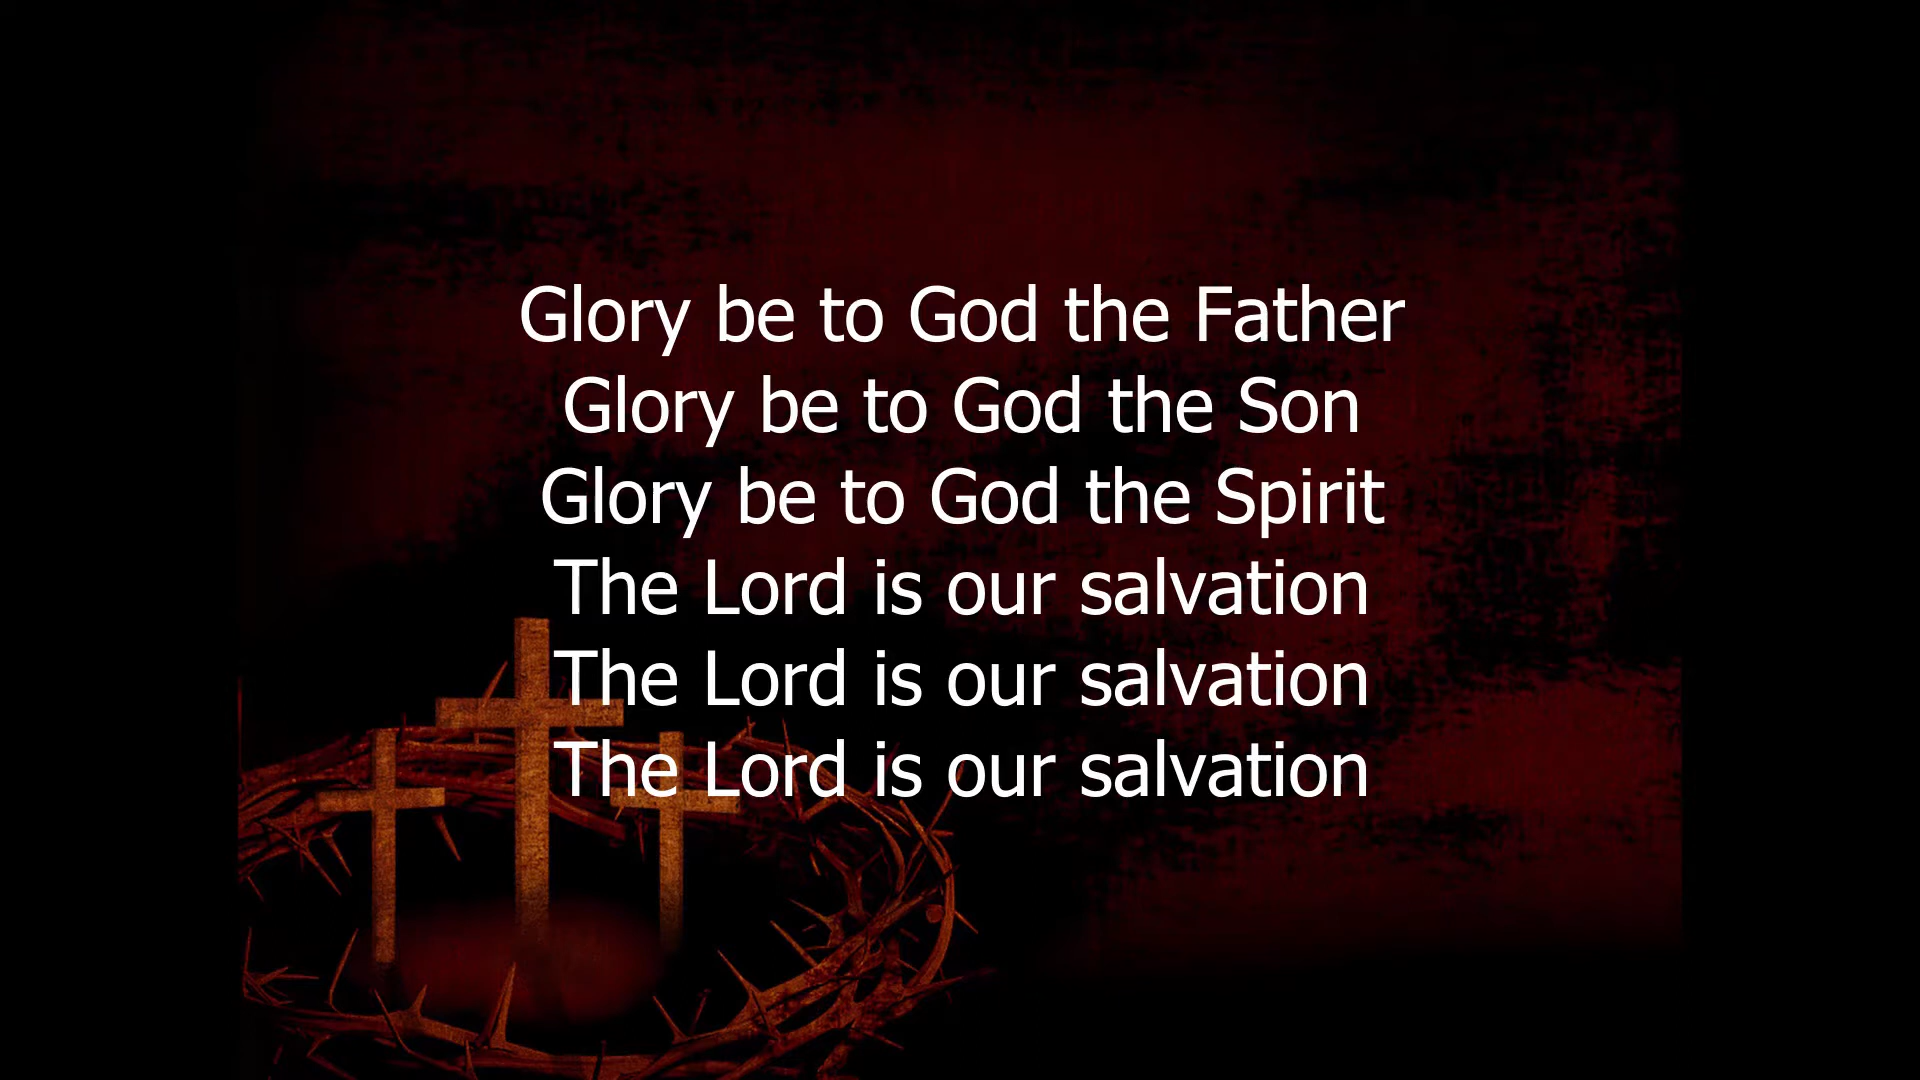 Glory be to God the Father
Glory be to God the Son
Glory be to God the Spirit
The Lord is our salvation
The Lord is our salvation
The Lord is our salvation